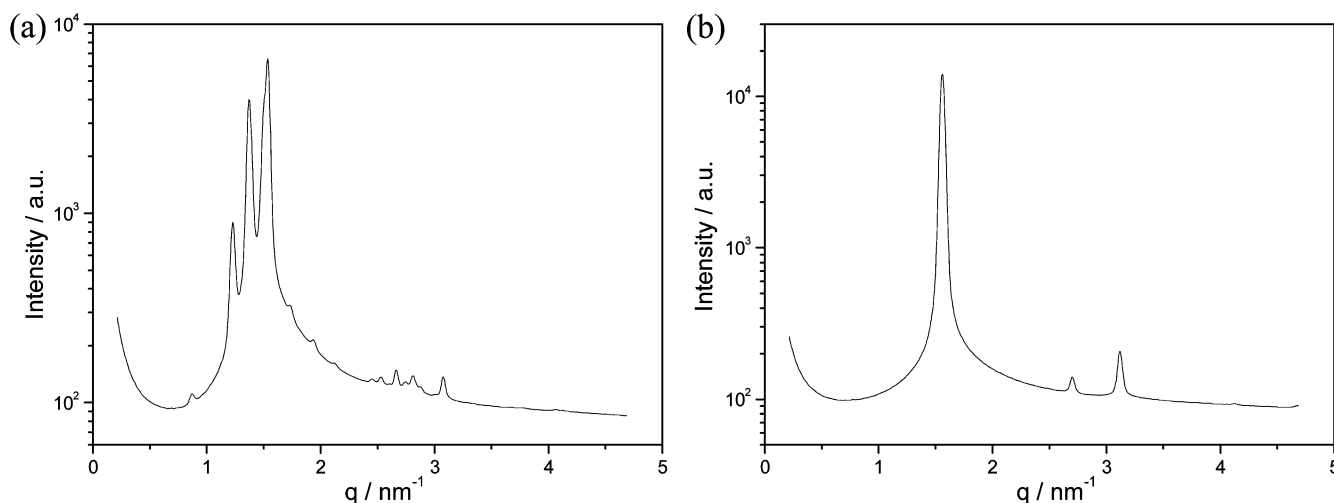 (a)
10⁴
10³
10²
Intensity / a.u.
0 1 2 3 4 5
q / nm⁻¹
(b)
10⁴
10³
10²
Intensity / a.u.
0 1 2 3 4 5
q / nm⁻¹